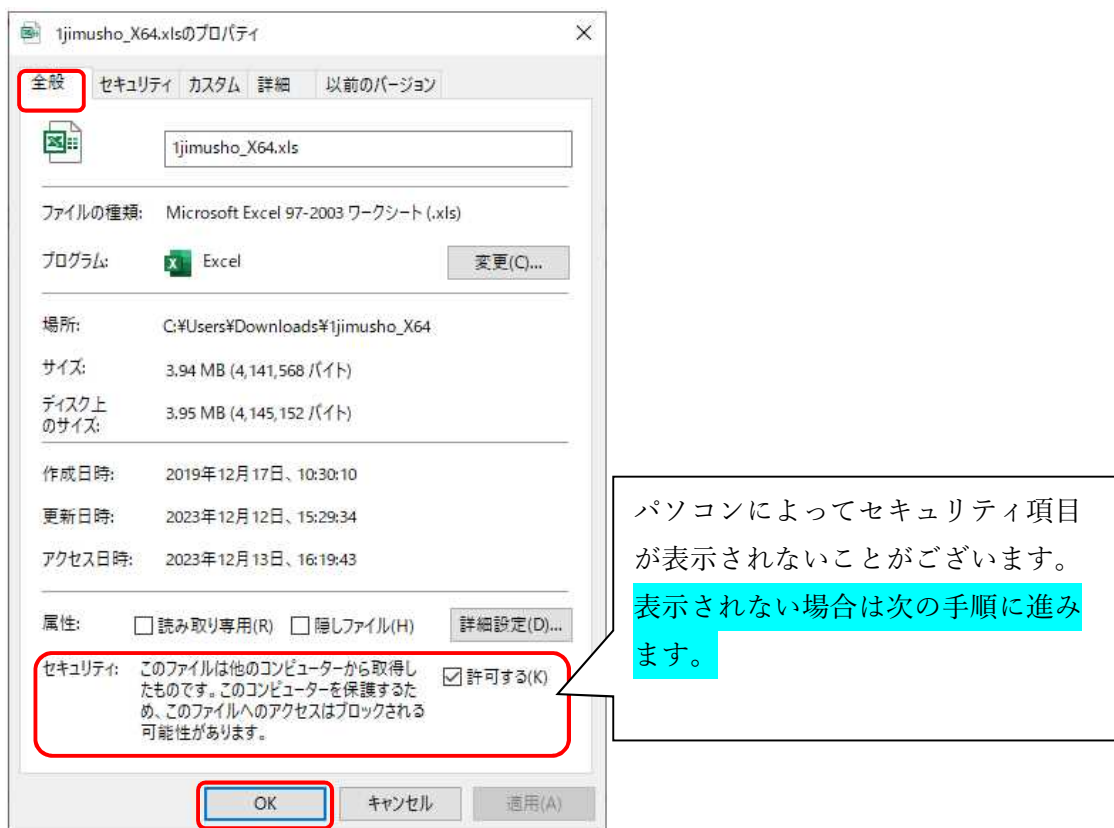 1jimusho_X64.xlsのプロパティ
全般 セキュリティ カスタム 詳細 以前のバージョン
1jimusho_X64.xls
ファイルの種類: Microsoft Excel 97-2003 ワークシート (.xls)
プログラム: Excel 変更(C)...
場所: C:¥Users¥Downloads¥1jimusho_X64
サイズ: 3.94 MB (4,141,568 バイト)
ディスク上
のサイズ: 3.95 MB (4,145,152 バイト)
作成日時: 2019年12月17日、10:30:10
更新日時: 2023年12月12日、15:29:34
アクセス日時: 2023年12月13日、16:19:43
属性: 読み取り専用(R) 隠しファイル(H) 詳細設定(D)...
セキュリティ: このファイルは他のコンピューターから取得し
たものです。このコンピューターを保護するた
め、このファイルへのアクセスはブロックされる
可能性があります。
許可する(K)
OK キャンセル 適用(A)
パソコンによってセキュリティ項目
が表示されないことがございます。
表示されない場合は次の手順に進み
ます。